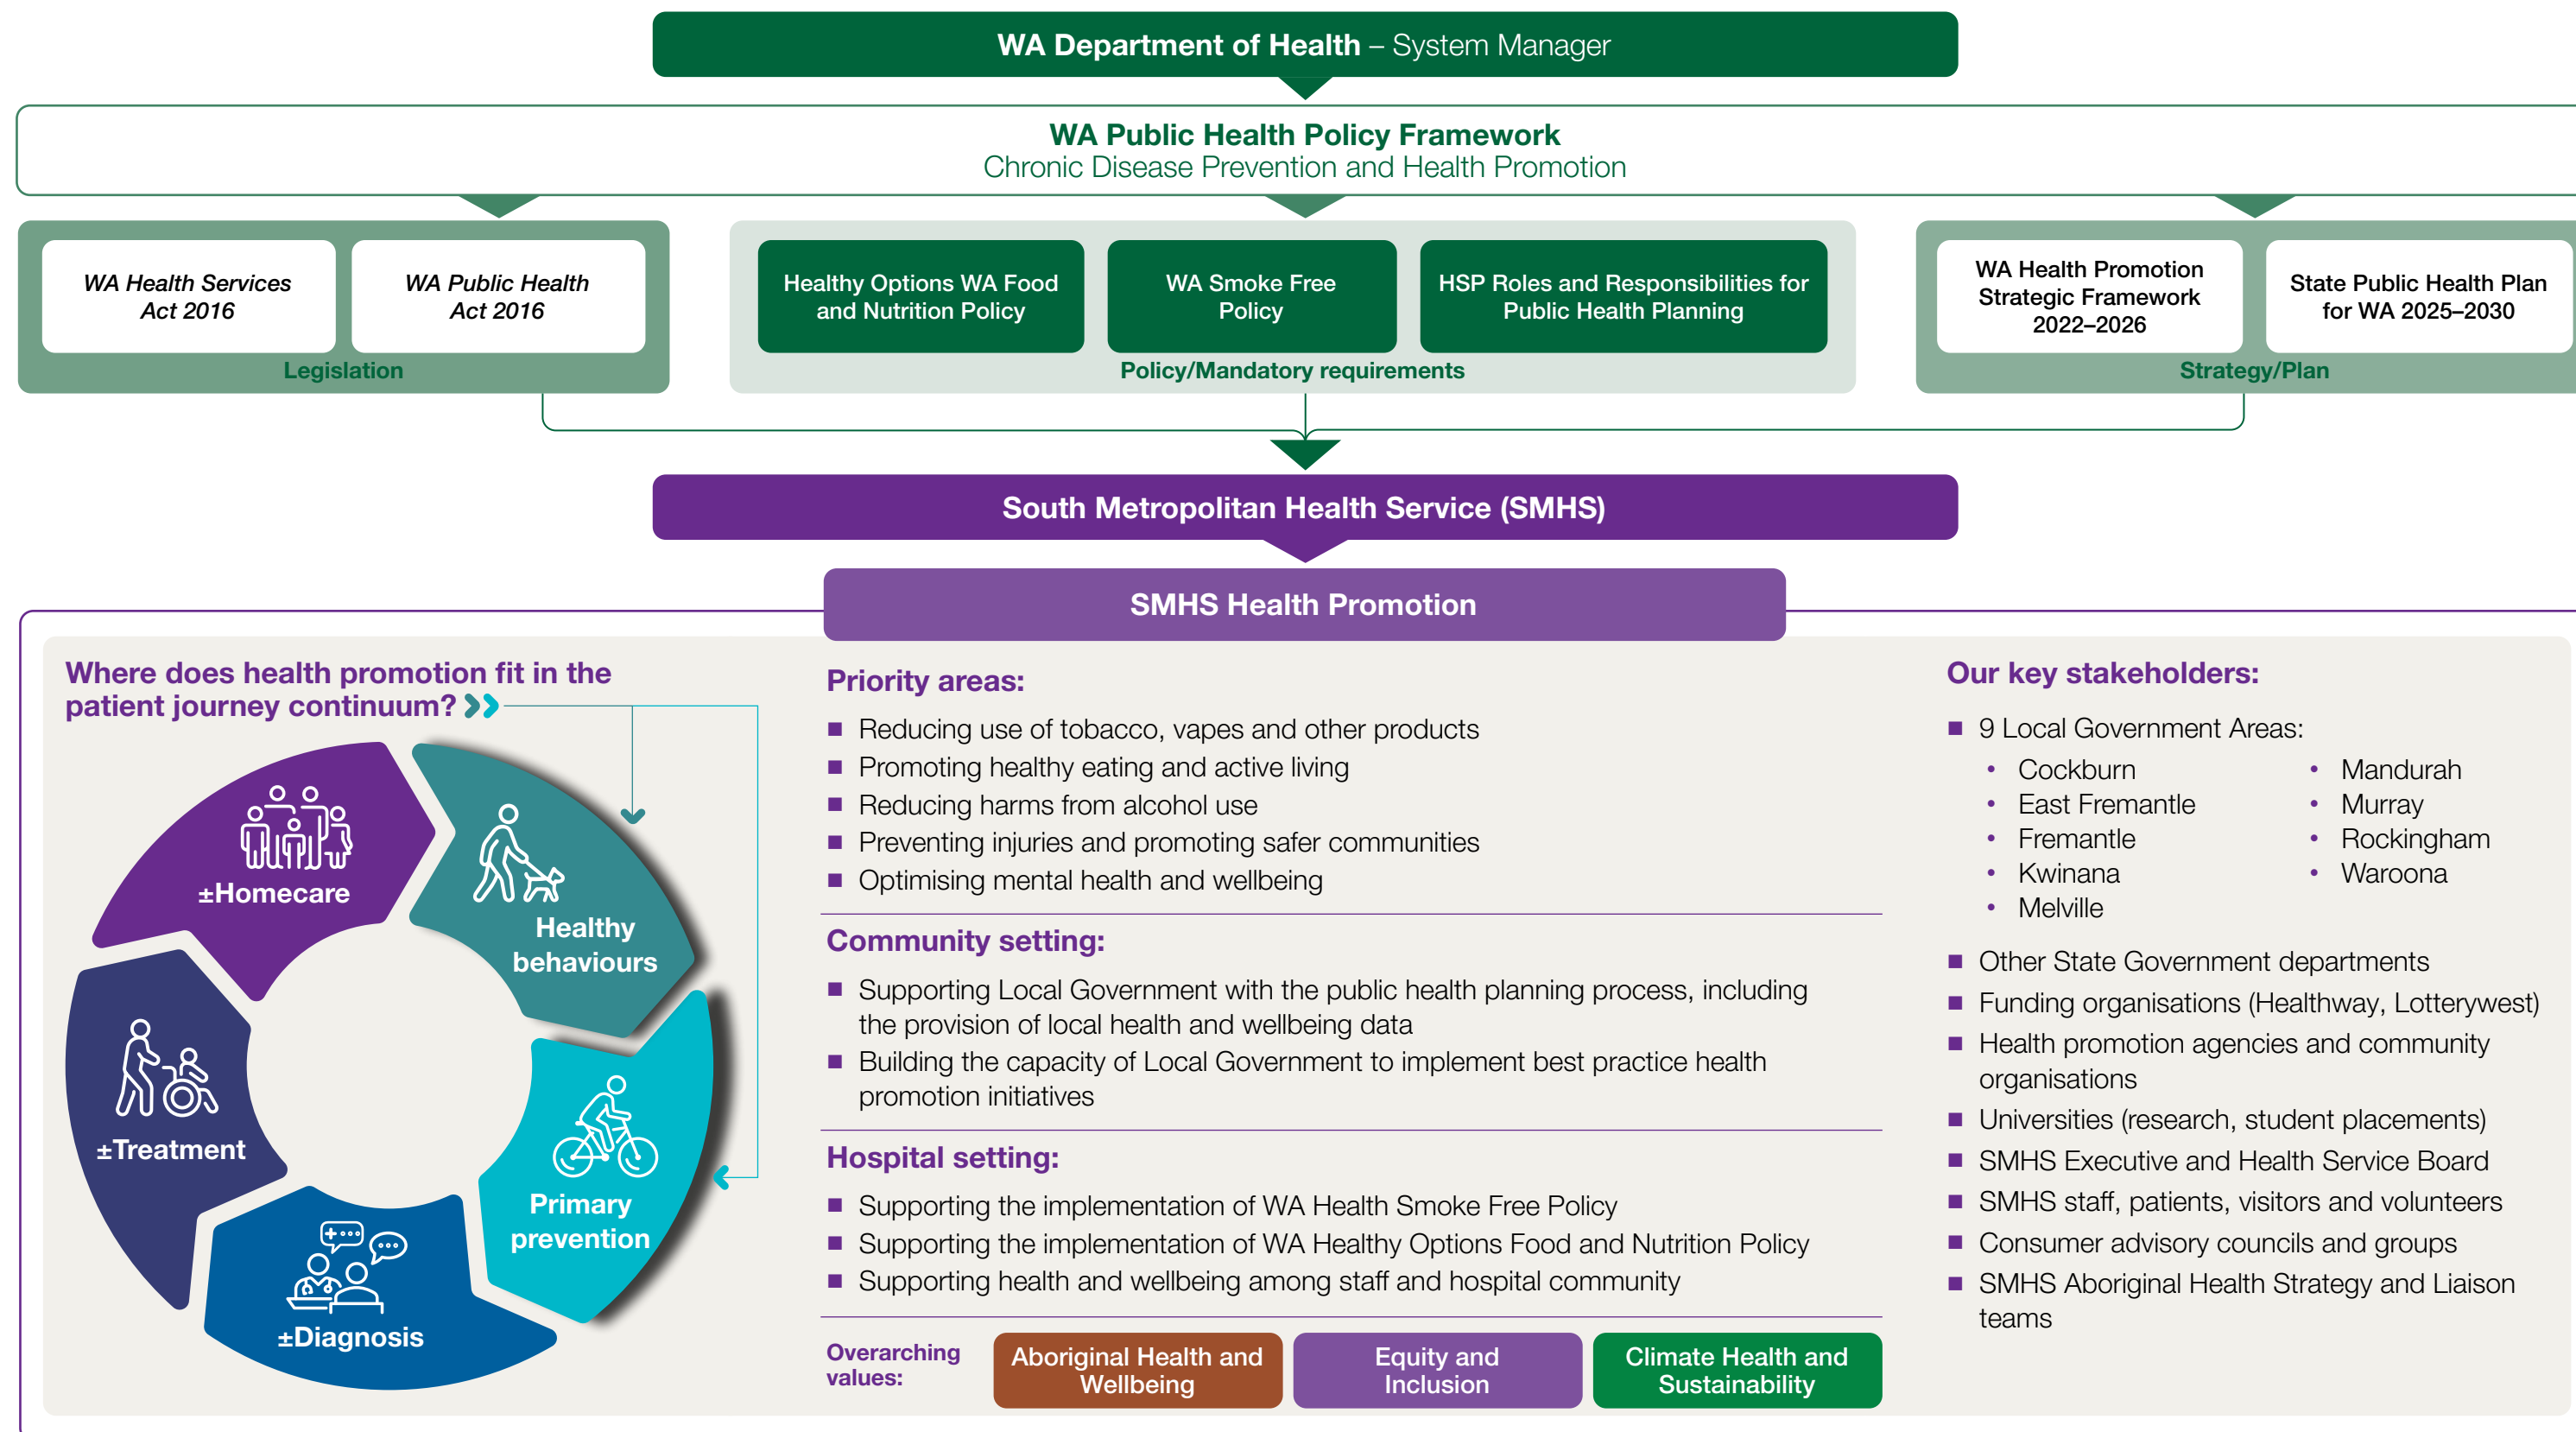 WA Department of Health – System Manager
WA Public Health Policy Framework
Chronic Disease Prevention and Health Promotion
WA Health Services
Act 2016
WA Public Health
Act 2016
Legislation
Healthy Options WA Food
and Nutrition Policy
WA Smoke Free
Policy
HSP Roles and Responsibilities for
Public Health Planning
Policy/Mandatory requirements
WA Health Promotion
Strategic Framework
2022–2026
State Public Health Plan
for WA 2025–2030
Strategy/Plan
South Metropolitan Health Service (SMHS)
SMHS Health Promotion
Where does health promotion fit in the
patient journey continuum?
±Homecare
Healthy
behaviours
Primary
prevention
±Diagnosis
±Treatment
Priority areas:
■ Reducing use of tobacco, vapes and other products
■ Promoting healthy eating and active living
■ Reducing harms from alcohol use
■ Preventing injuries and promoting safer communities
■ Optimising mental health and wellbeing
Community setting:
■ Supporting Local Government with the public health planning process, including
the provision of local health and wellbeing data
■ Building the capacity of Local Government to implement best practice health
promotion initiatives
Hospital setting:
■ Supporting the implementation of WA Health Smoke Free Policy
■ Supporting the implementation of WA Healthy Options Food and Nutrition Policy
■ Supporting health and wellbeing among staff and hospital community
Overarching
values:
Aboriginal Health and
Wellbeing
Equity and
Inclusion
Climate Health and
Sustainability
Our key stakeholders:
■ 9 Local Government Areas:
• Cockburn
• East Fremantle
• Fremantle
• Kwinana
• Melville
• Mandurah
• Murray
• Rockingham
• Waroona
■ Other State Government departments
■ Funding organisations (Healthway, Lotterywest)
■ Health promotion agencies and community
organisations
■ Universities (research, student placements)
■ SMHS Executive and Health Service Board
■ SMHS staff, patients, visitors and volunteers
■ Consumer advisory councils and groups
■ SMHS Aboriginal Health Strategy and Liaison
teams